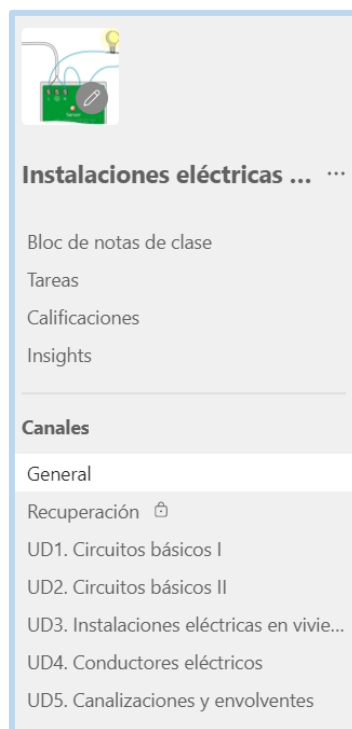 Instalaciones eléctricas ... ...
Bloc de notas de clase
Tareas
Calificaciones
Insights
Canales
General
Recuperación
UD1. Circuitos básicos I
UD2. Circuitos básicos II
UD3. Instalaciones eléctricas en vivie...
UD4. Conductores eléctricos
UD5. Canalizaciones y envolventes